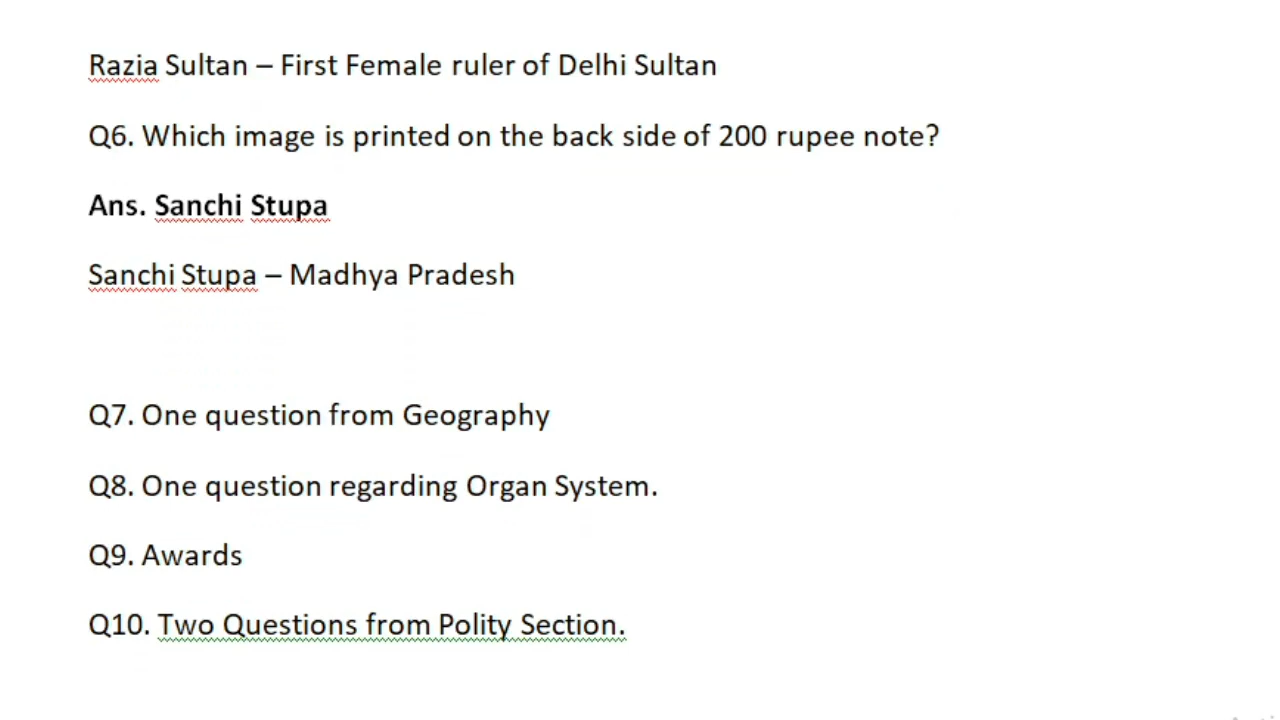 Razia Sultan – First Female ruler of Delhi Sultan
Q6. Which image is printed on the back side of 200 rupee note?
Ans. Sanchi Stupa
Sanchi Stupa – Madhya Pradesh
Q7. One question from Geography
Q8. One question regarding Organ System.
Q9. Awards
Q10. Two Questions from Polity Section.